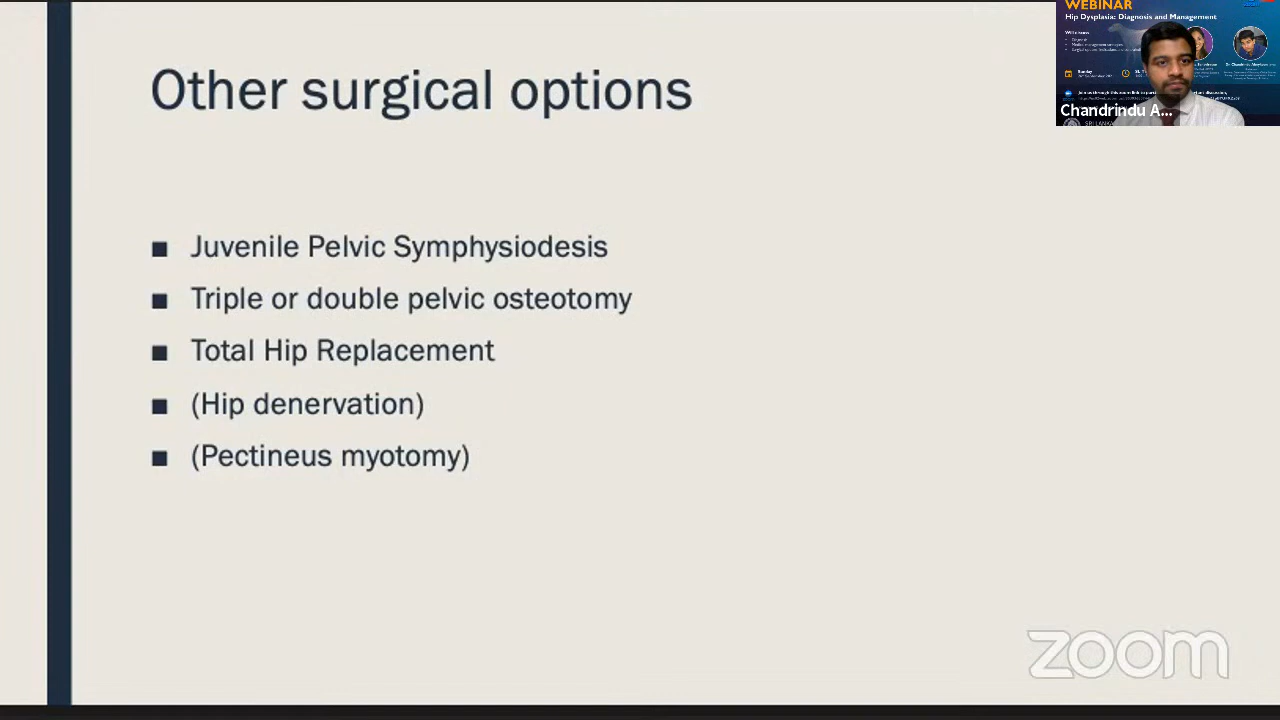 Other surgical options
■ Juvenile Pelvic Symphysiodesis
■ Triple or double pelvic osteotomy
■ Total Hip Replacement
■ (Hip denervation)
■ (Pectineus myotomy)
WEBINAR
Hip Dysplasia: Diagnosis and Management
Chandrindu A...
zoom